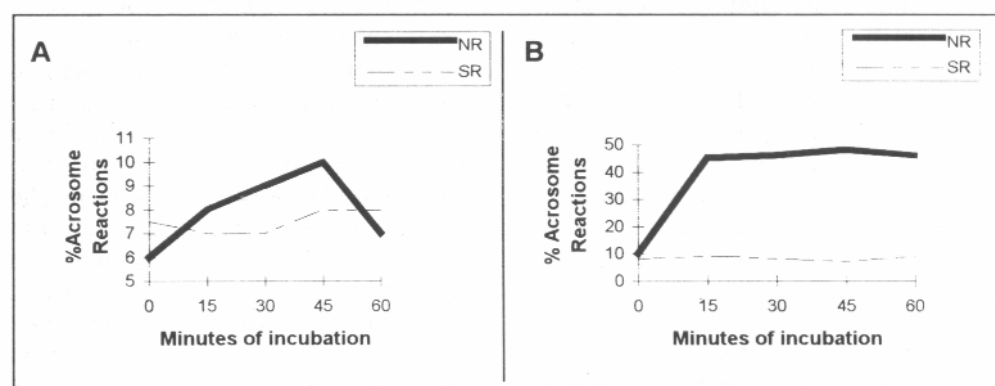 A
NR
SR
%Acrosome
Reactions
11
10
9
8
7
6
5
0 15 30 45 60
Minutes of incubation
B
NR
SR
% Acrosome
Reactions
50
40
30
20
10
0
0 15 30 45 60
Minutes of incubation